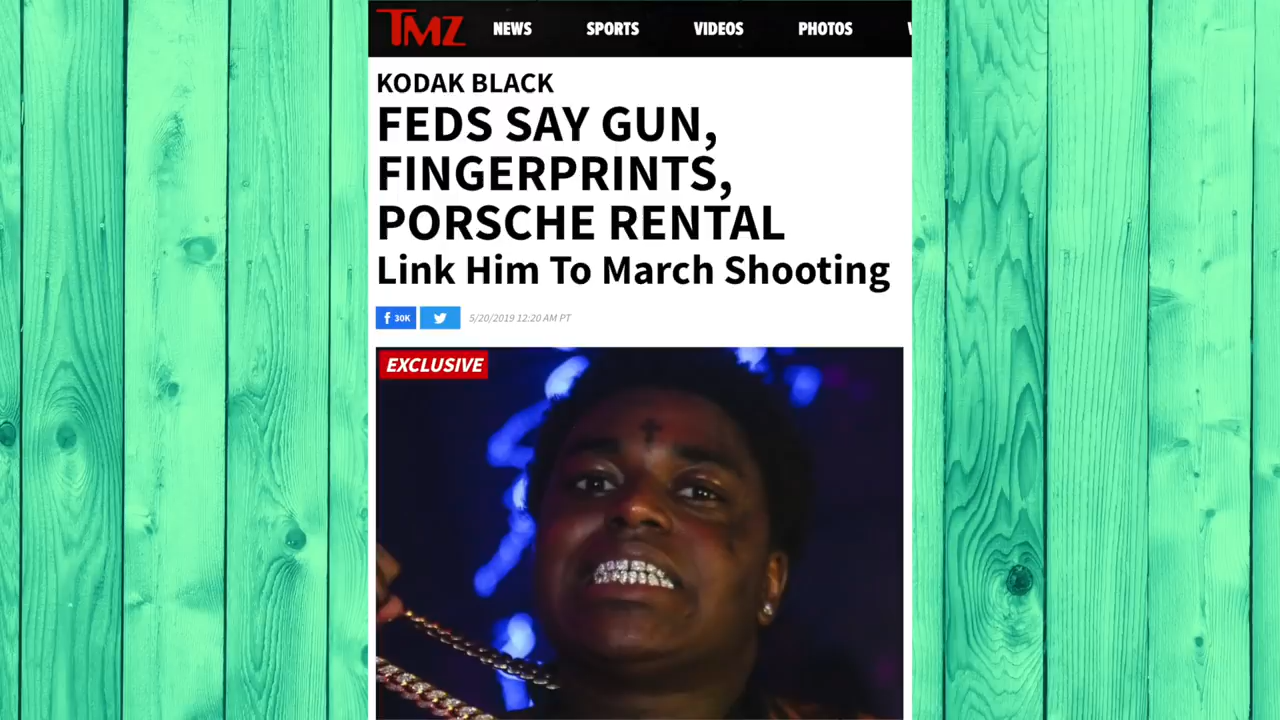 TMZ NEWS SPORTS VIDEOS PHOTOS
KODAK BLACK
FEDS SAY GUN,
FINGERPRINTS,
PORSCHE RENTAL
Link Him To March Shooting
f 30K 5/20/2019 12:20 AM PT
EXCLUSIVE